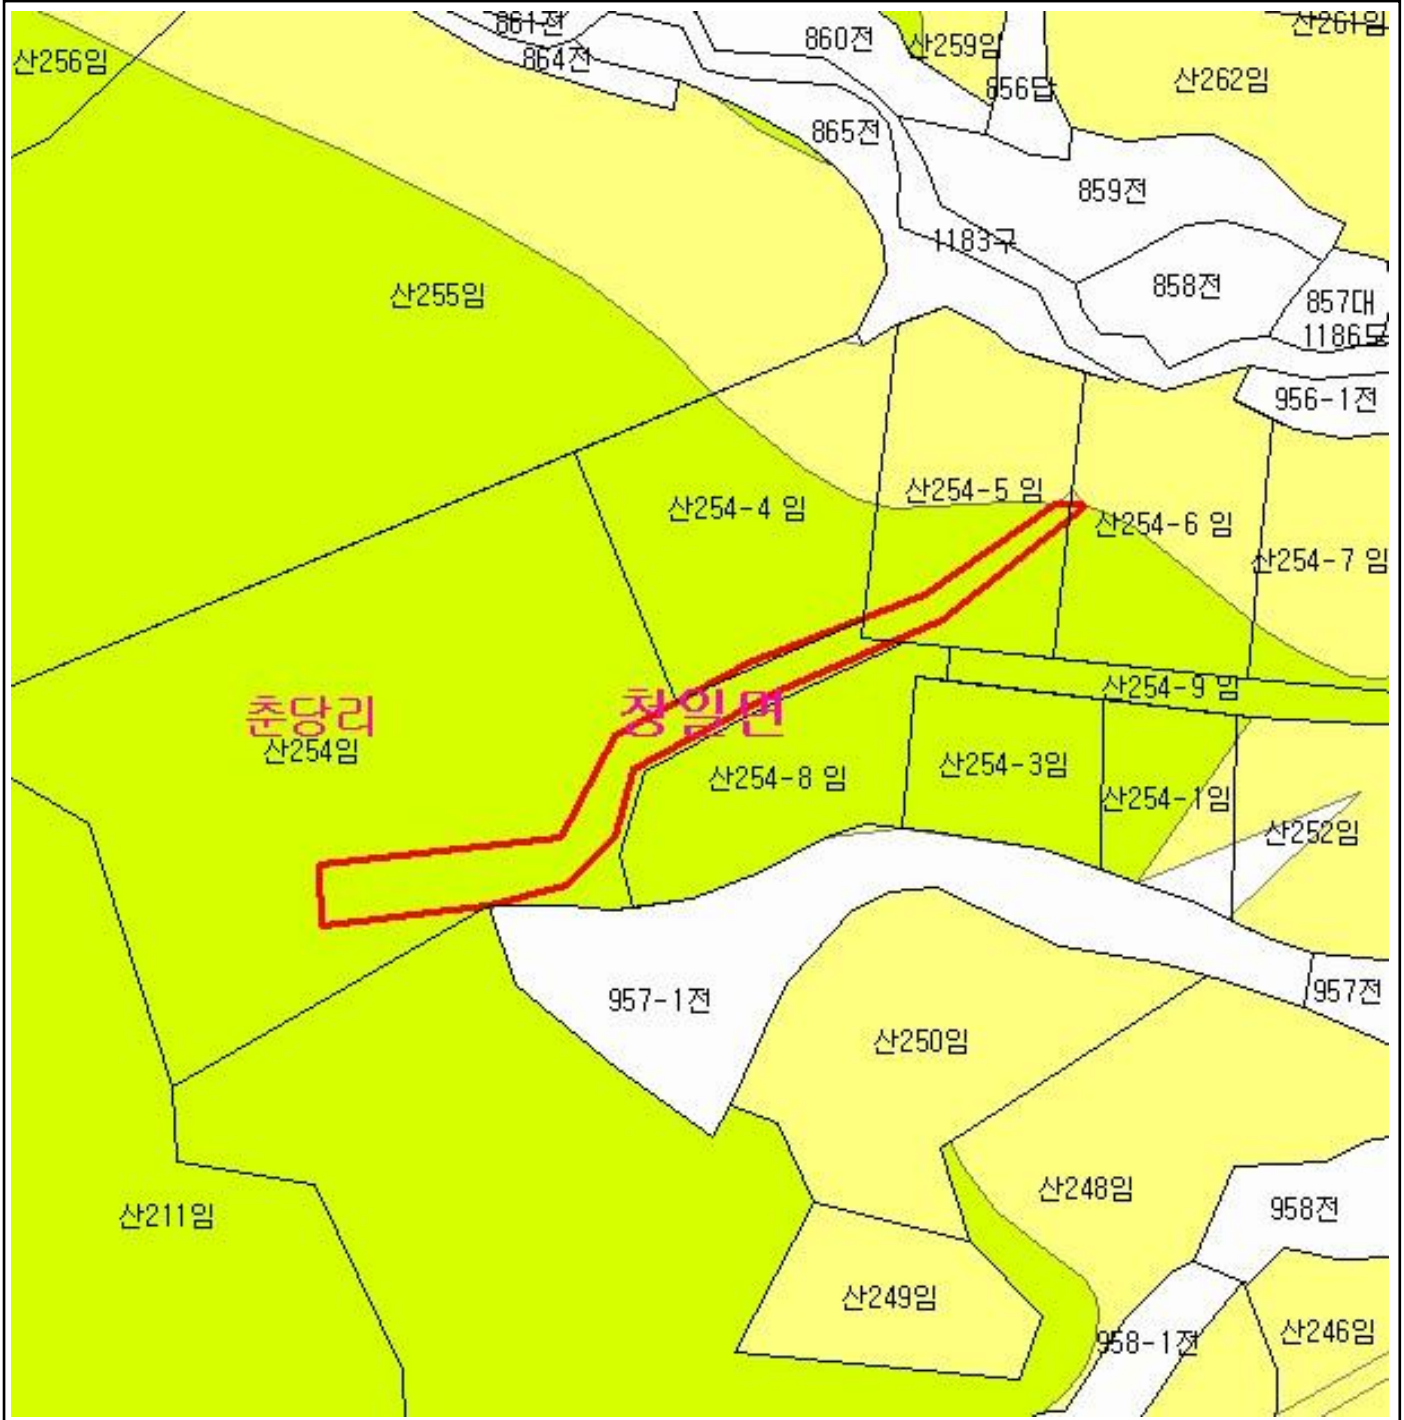 861전
산261임
산256임
864전
860전
산259임
856답
산262임
865전
859전
1183구
858전
산255임
857대
1186도
956-1전
산254-4 임
산254-5 임
산254-6 임
산254-7 임
산254-9 임
춘당리
청일면
산254임
산254-8 임
산254-3임
산254-1임
산252임
957-1전
957전
산250임
산248임
958전
산211임
산249임
958-1전
산246임